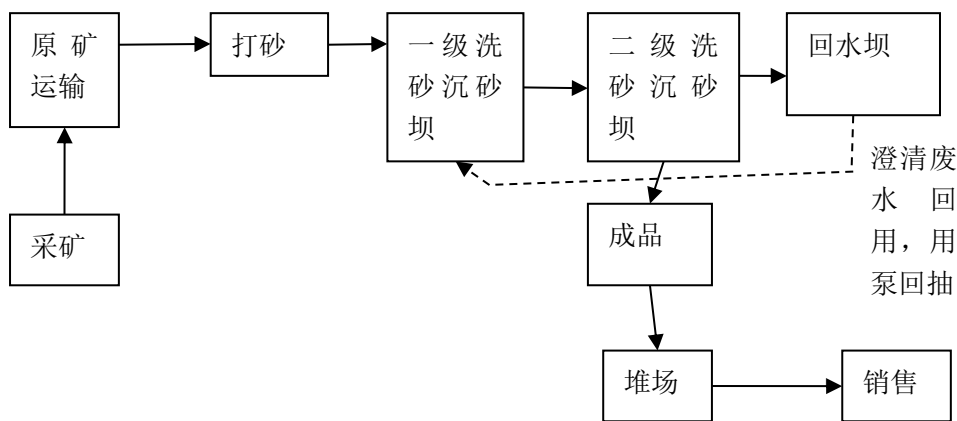 原矿
运输
打砂
一级洗
砂沉砂
坝
二级洗
砂沉砂
坝
回水坝
澄清废
水回
用，用
泵回抽
采矿
成品
堆场
销售